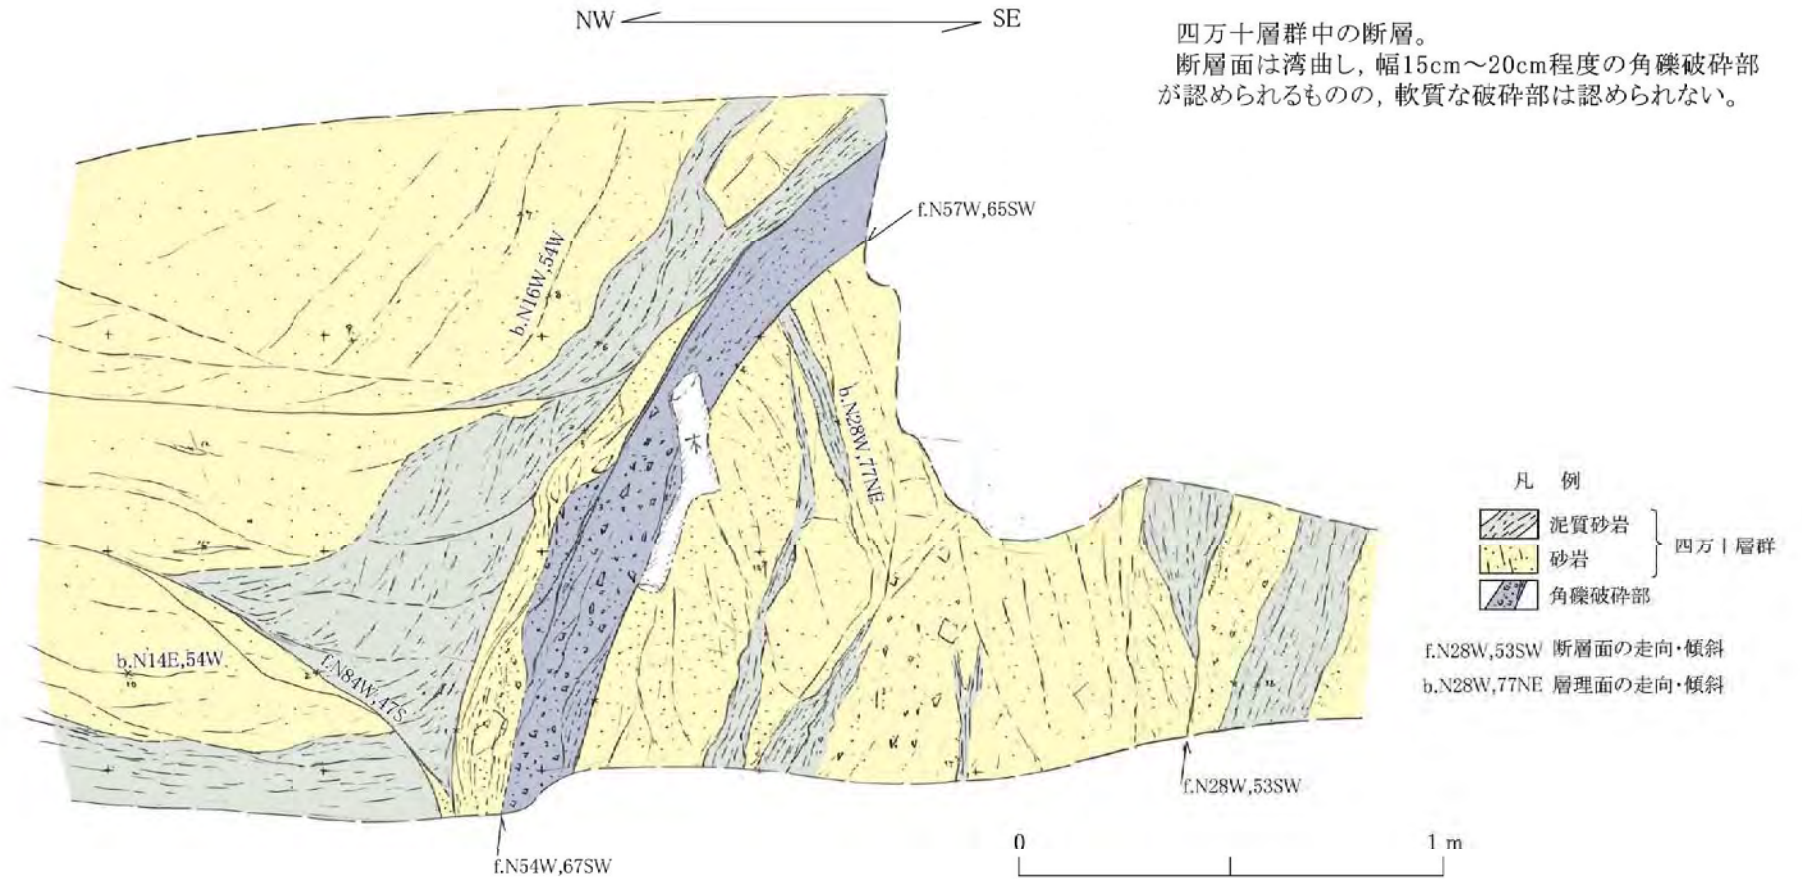 NW SE
四万十層群中の断層。
断層面は湾曲し，幅15cm～20cm程度の角礫破砕部
が認められるものの，軟質な破砕部は認められない。
f.N57W,65SW
b.N16W,54W
木
b.N28W,77NE
凡 例
泥質砂岩
砂岩
四万十層群
角礫破砕部
f.N28W,53SW 断層面の走向・傾斜
b.N28W,77NE 層理面の走向・傾斜
b.N14E,54W
f.N84W,47S
f.N28W,53SW
f.N54W,67SW
0 1 m